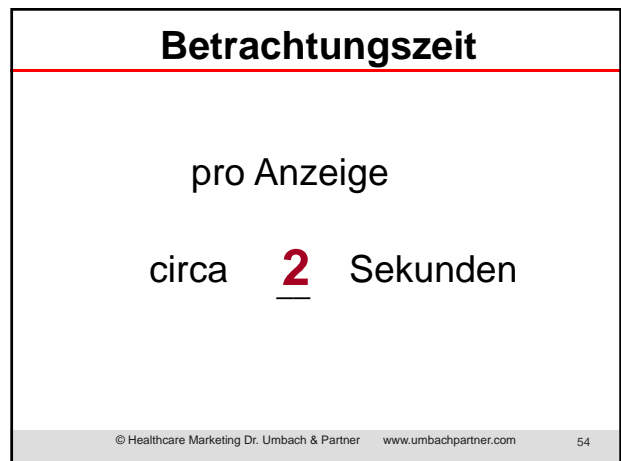 Betrachtungszeit
pro Anzeige
circa 2 Sekunden
© Healthcare Marketing Dr. Umbach & Partner www.umbachpartner.com 54